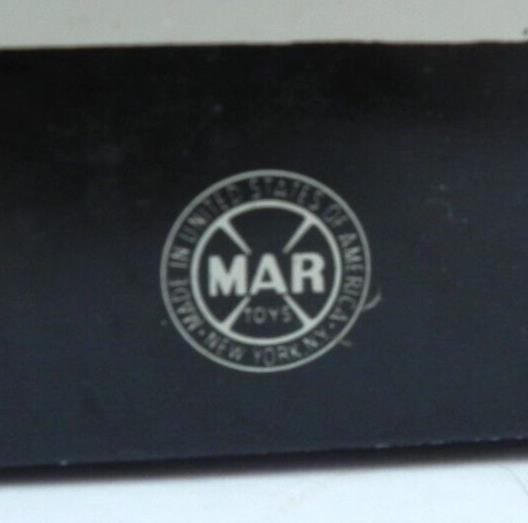 MADE IN UNITED STATES OF AMERICA
MAR
TOYS
NEW YORK, N.Y.